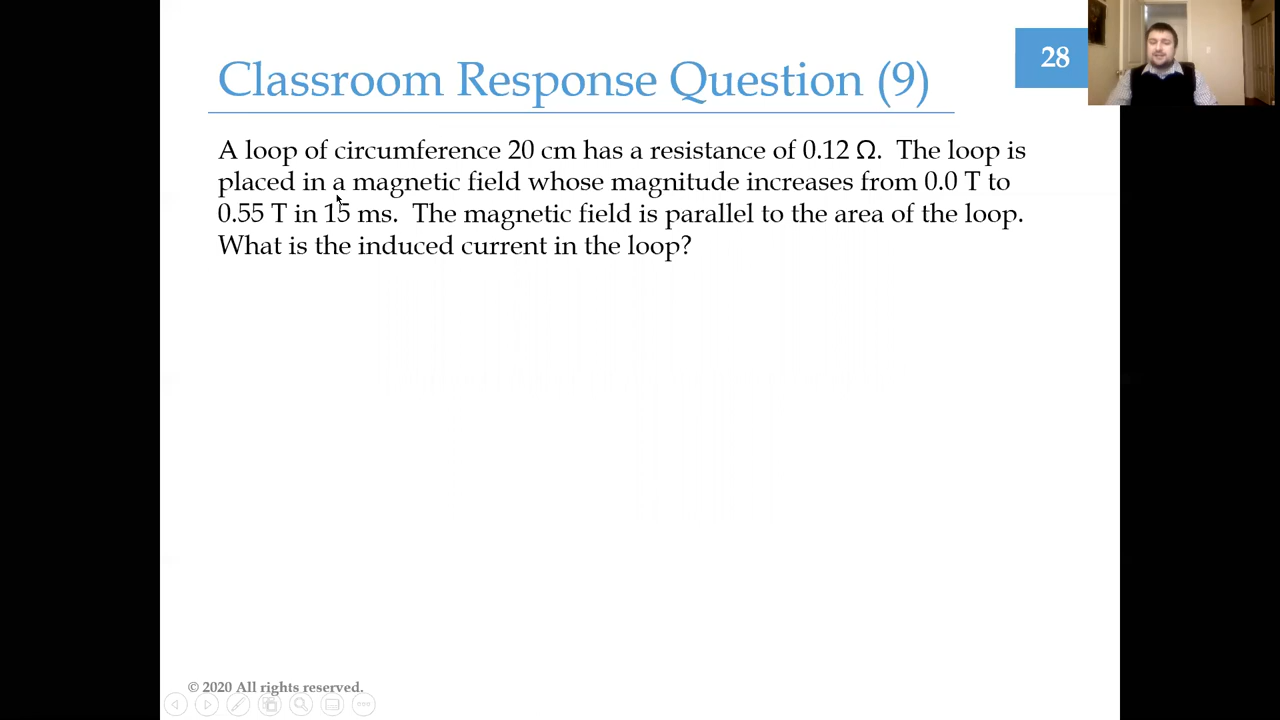 Classroom Response Question (9)
28
A loop of circumference 20 cm has a resistance of 0.12 Ω.  The loop is
placed in a magnetic field whose magnitude increases from 0.0 T to
0.55 T in 15 ms.  The magnetic field is parallel to the area of the loop.
What is the induced current in the loop?
© 2020 All rights reserved.